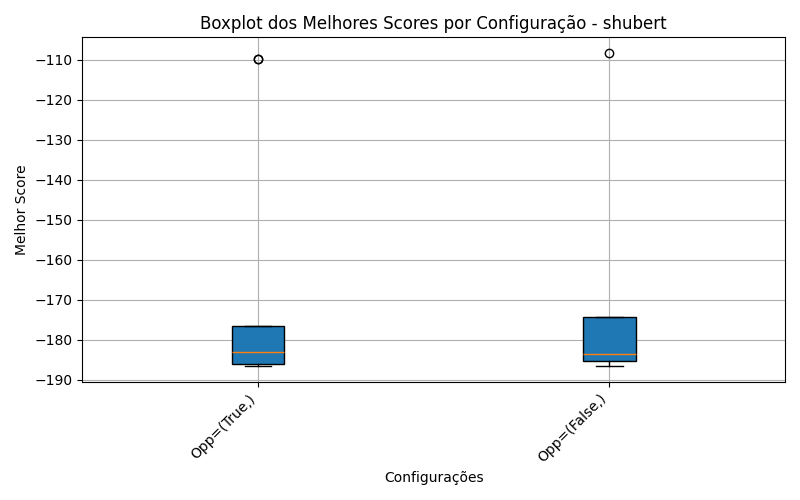 Boxplot dos Melhores Scores por Configuração - shubert
Melhor Score
−110
−120
−130
−140
−150
−160
−170
−180
−190
Opp=(True,)
Opp=(False,)
Configurações